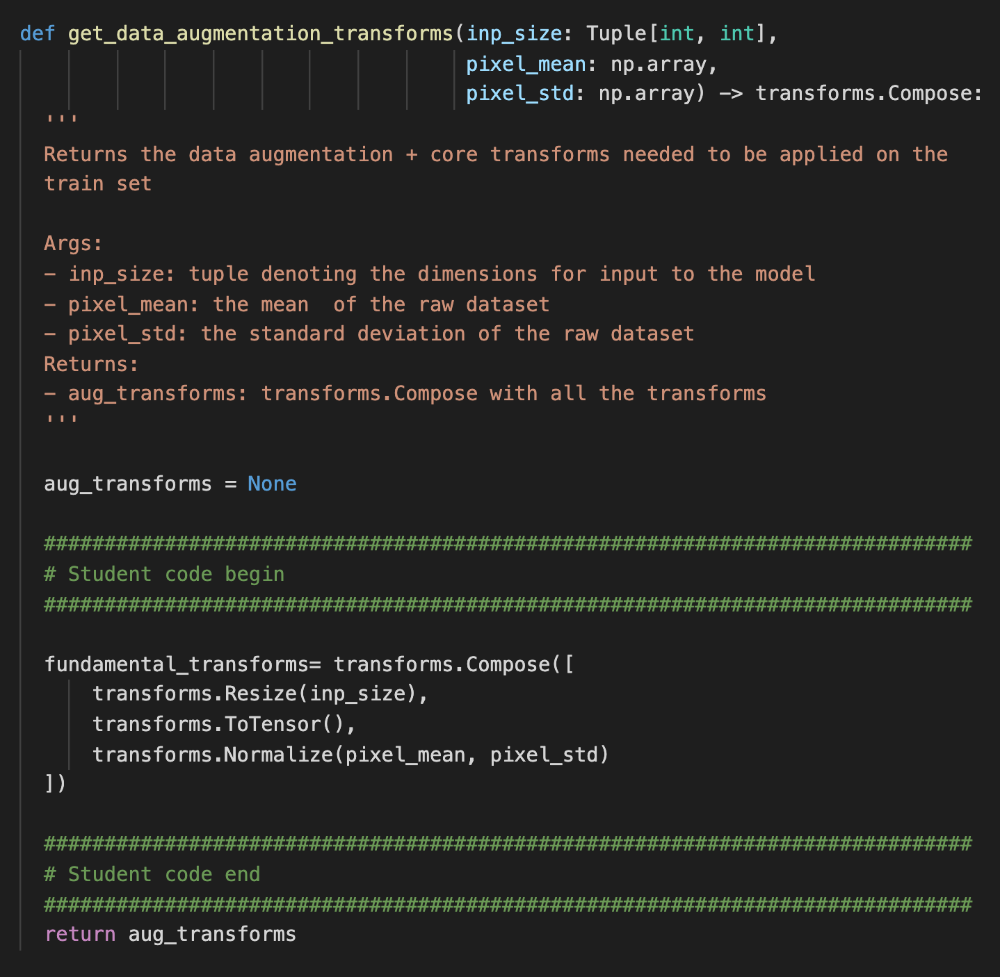 def get_data_augmentation_transforms(inp_size: Tuple[int, int],
                                     pixel_mean: np.array,
                                     pixel_std: np.array) -> transforms.Compose:
  '''
  Returns the data augmentation + core transforms needed to be applied on the
  train set

  Args:
  - inp_size: tuple denoting the dimensions for input to the model
  - pixel_mean: the mean  of the raw dataset
  - pixel_std: the standard deviation of the raw dataset
  Returns:
  - aug_transforms: transforms.Compose with all the transforms
  '''

  aug_transforms = None

  #############################################################################
  # Student code begin
  #############################################################################

  fundamental_transforms= transforms.Compose([
      transforms.Resize(inp_size),
      transforms.ToTensor(),
      transforms.Normalize(pixel_mean, pixel_std)
  ])

  #############################################################################
  # Student code end
  #############################################################################
  return aug_transforms